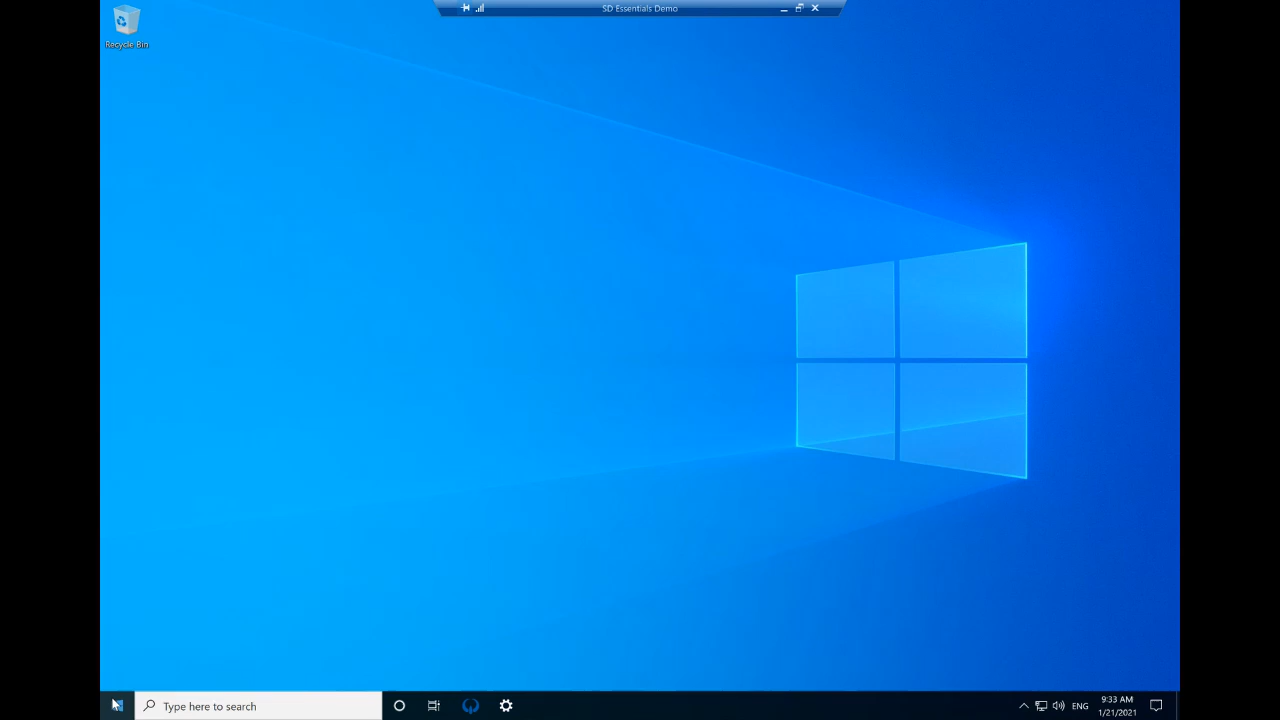 SD Essentials Demo
Recycle Bin
Type here to search
ENG
9:33 AM
1/21/2021